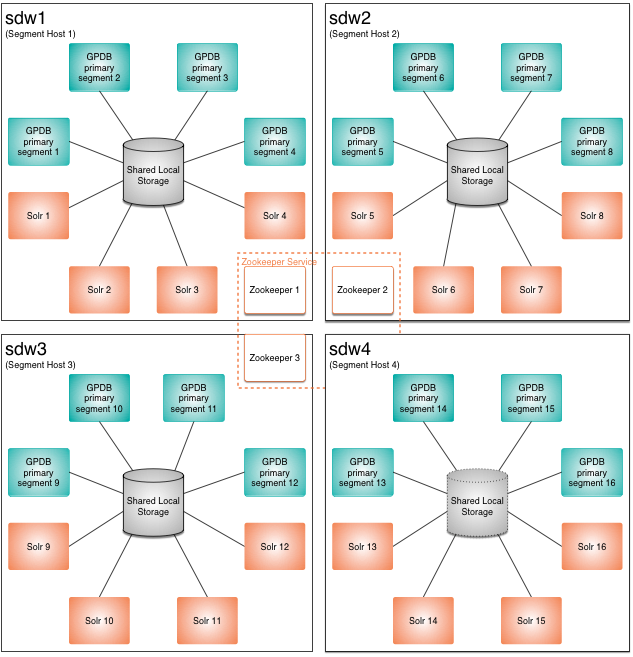 sdw1
(Segment Host 1)
GPDB
primary
segment 2
GPDB
primary
segment 3
GPDB
primary
segment 1
GPDB
primary
segment 4
Shared Local
Storage
Solr 1
Solr 4
Solr 2
Solr 3
sdw2
(Segment Host 2)
GPDB
primary
segment 6
GPDB
primary
segment 7
GPDB
primary
segment 5
GPDB
primary
segment 8
Shared Local
Storage
Solr 5
Solr 8
Solr 6
Solr 7
Zookeeper Service
Zookeeper 1
Zookeeper 2
Zookeeper 3
sdw3
(Segment Host 3)
GPDB
primary
segment 10
GPDB
primary
segment 11
GPDB
primary
segment 9
GPDB
primary
segment 12
Shared Local
Storage
Solr 9
Solr 12
Solr 10
Solr 11
sdw4
(Segment Host 4)
GPDB
primary
segment 14
GPDB
primary
segment 15
GPDB
primary
segment 13
GPDB
primary
segment 16
Shared Local
Storage
Solr 13
Solr 16
Solr 14
Solr 15